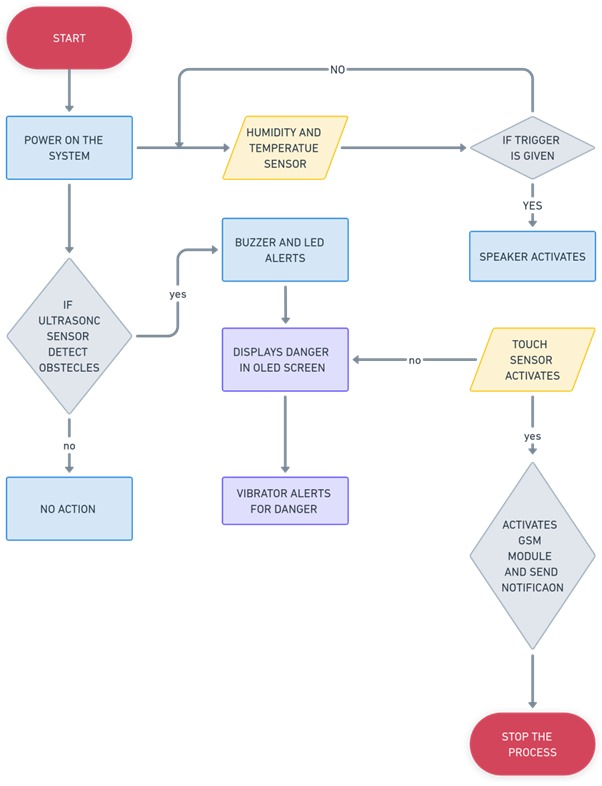 START
NO
POWER ON THE
SYSTEM
HUMIDITY AND
TEMPERATUE
SENSOR
IF TRIGGER
IS GIVEN
YES
BUZZER AND LED
ALERTS
SPEAKER ACTIVATES
yes
IF
ULTRASONC
SENSOR
DETECT
OBSTECLES
DISPLAYS DANGER
IN OLED SCREEN
no
TOUCH
SENSOR
ACTIVATES
no
yes
NO ACTION
VIBRATOR ALERTS
FOR DANGER
ACTIVATES
GSM
MODULE
AND SEND
NOTIFICAON
STOP THE
PROCESS